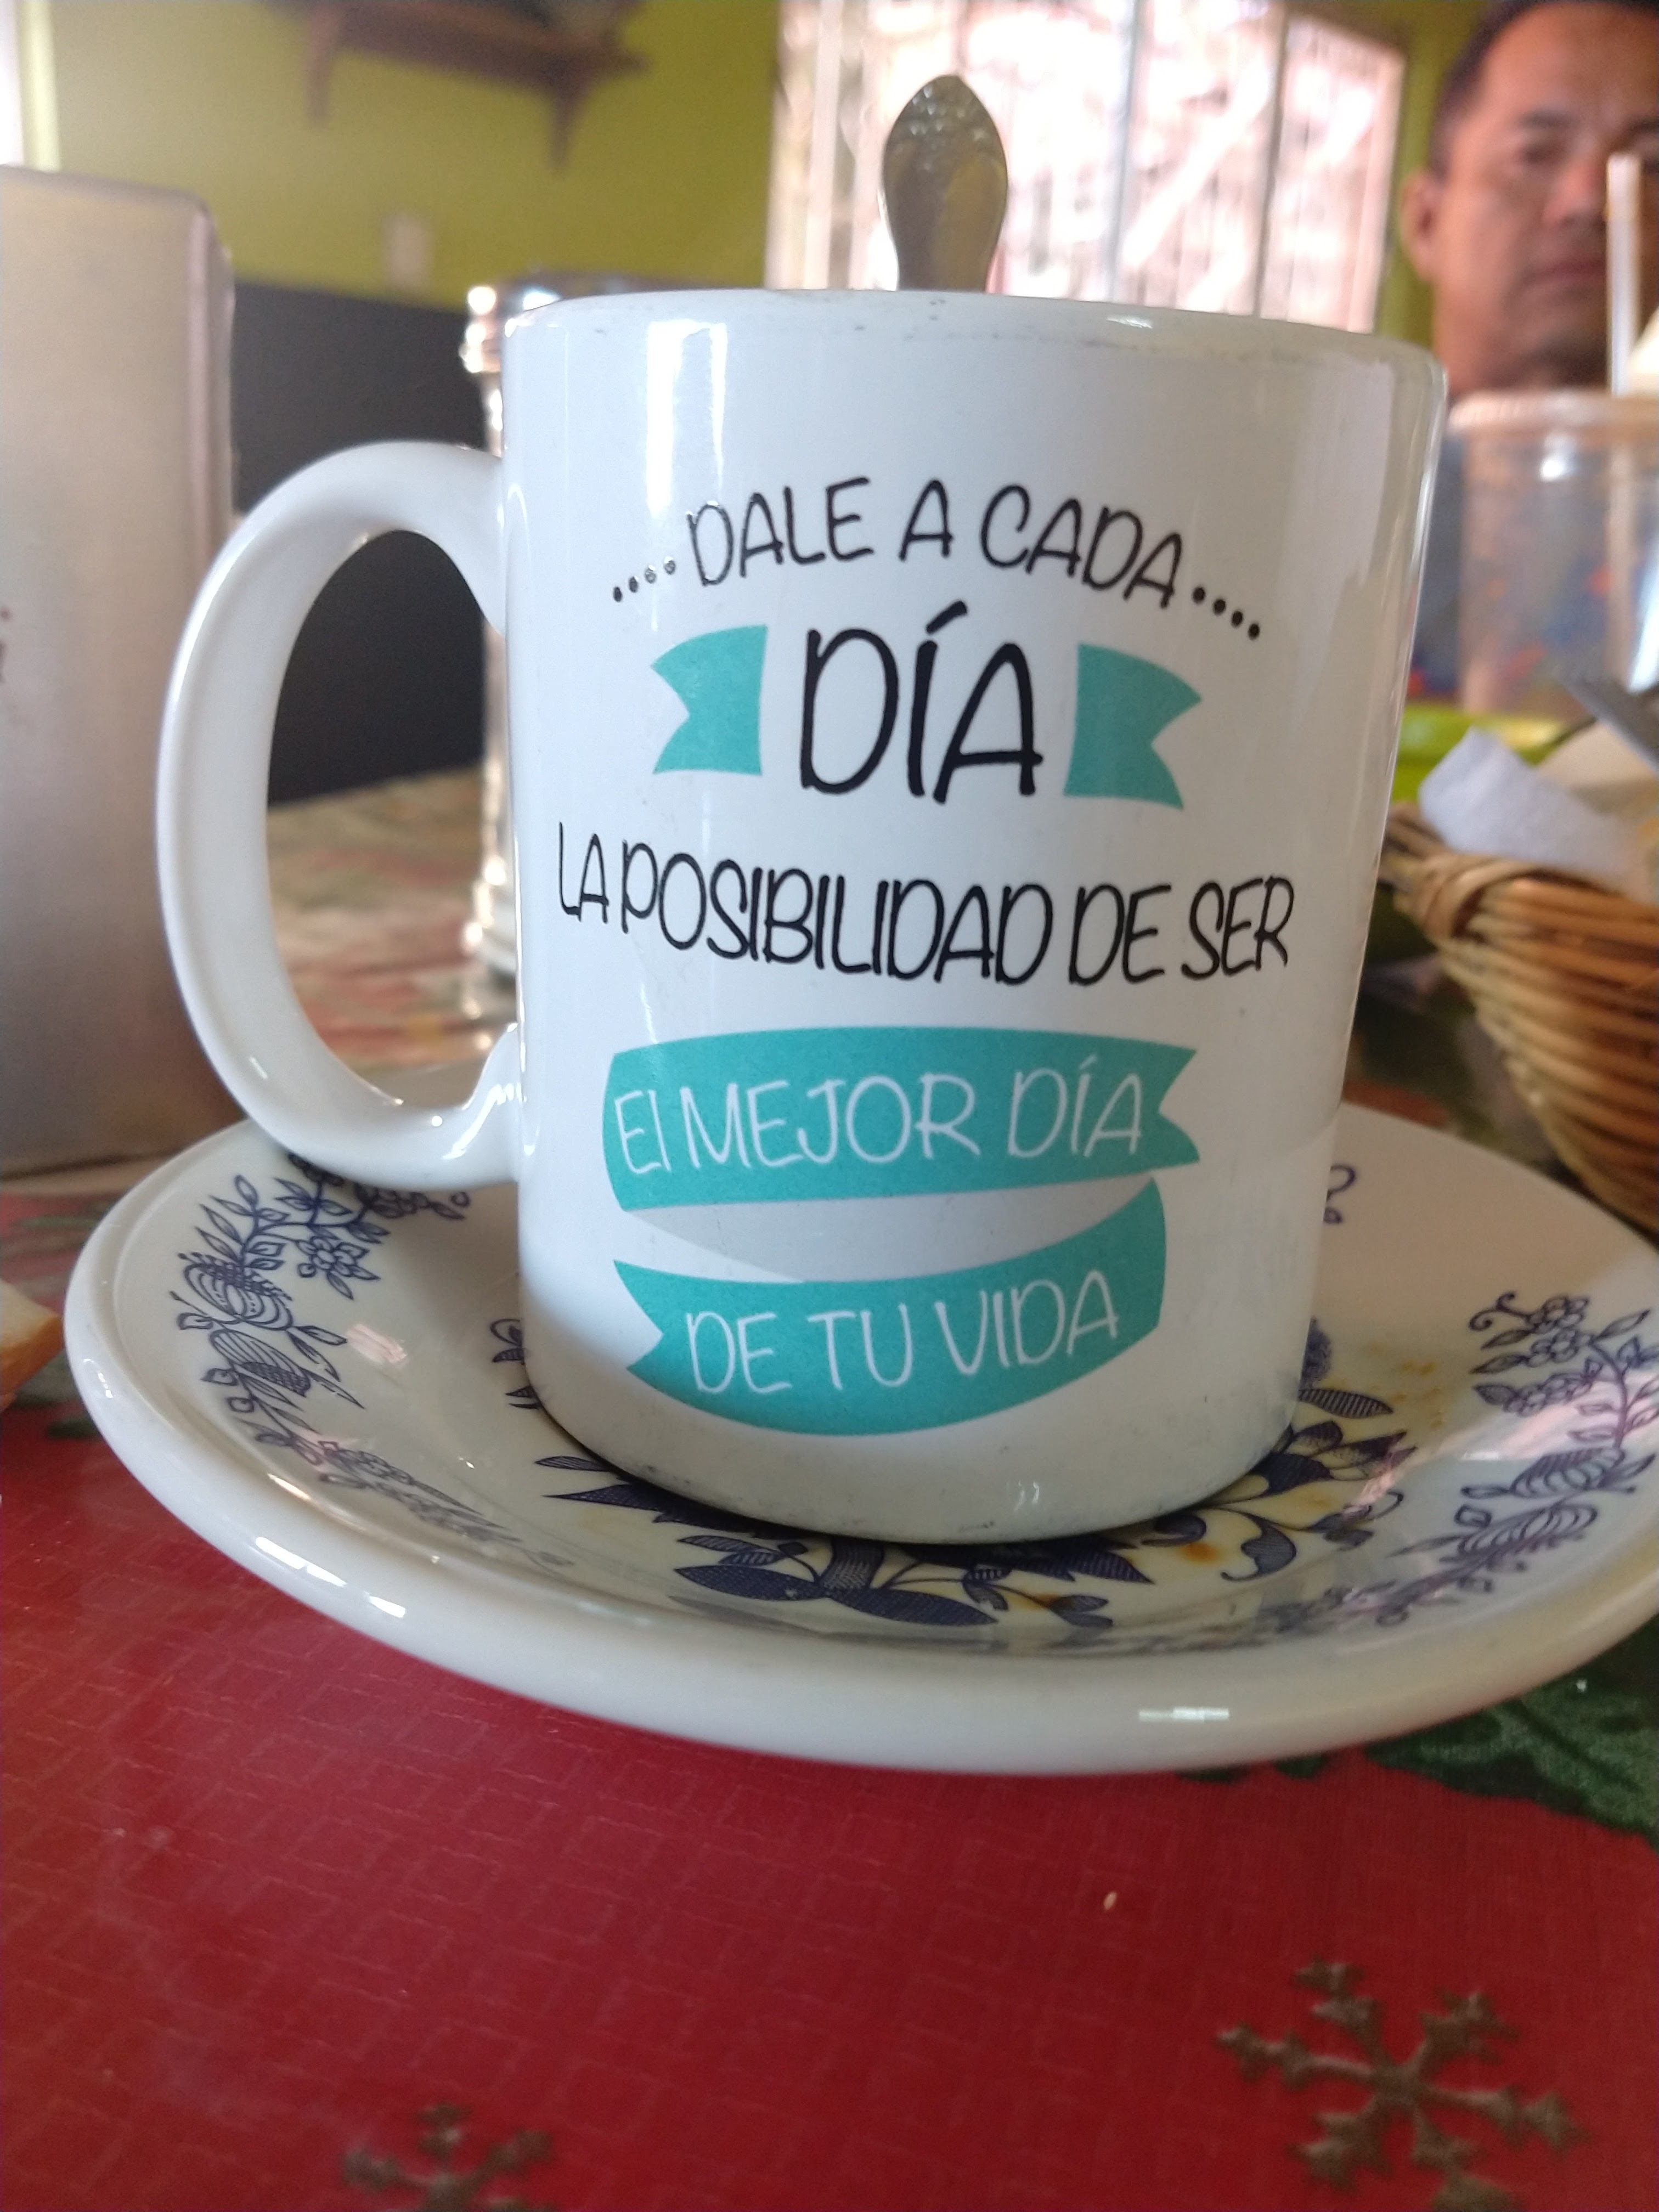 ....DALE A CADA....
DÍA
LA POSIBILIDAD DE SER
El MEJOR DÍA
DE TU VIDA